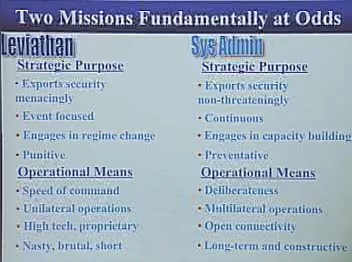 Two Missions Fundamentally at Odds
Leviathan
Strategic Purpose
• Exports security
menacingly
• Event focused
• Engages in regime change
• Punitive
Operational Means
• Speed of command
• Unilateral operations
• High tech, proprietary
• Nasty, brutal, short
Sys Admin
Strategic Purpose
• Exports security
non-threateningly
• Continuous
• Engages in capacity building
• Preventative
Operational Means
• Deliberateness
• Multilateral operations
• Open connectivity
• Long-term and constructive